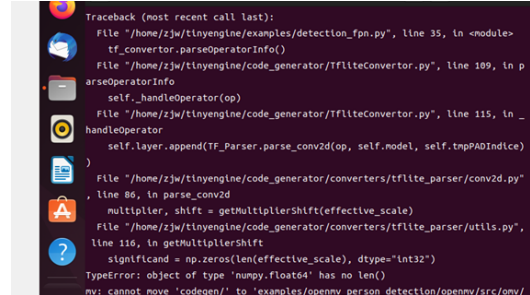 Traceback (most recent call last):
File "/home/zjw/tinyengine/examples/detection_fpn.py", line 35, in <module>
tf_convertor.parseOperatorInfo()
File "/home/zjw/tinyengine/code_generator/TfliteConvertor.py", line 109, in p
arseOperatorInfo
self._handleOperator(op)
File "/home/zjw/tinyengine/code_generator/TfliteConvertor.py", line 115, in _
handleOperator
self.layer.append(TF_Parser.parse_conv2d(op, self.model, self.tmpPADIndice)
)
File "/home/zjw/tinyengine/code_generator/converters/tflite_parser/conv2d.py"
, line 86, in parse_conv2d
multiplier, shift = getMultiplierShift(effective_scale)
File "/home/zjw/tinyengine/code_generator/converters/tflite_parser/utils.py",
line 116, in getMultiplierShift
significand = np.zeros(len(effective_scale), dtype="int32")
TypeError: object of type 'numpy.float64' has no len()
mv: cannot move 'codegen/' to 'examples/openmv_person_detection/openmv/src/omv/